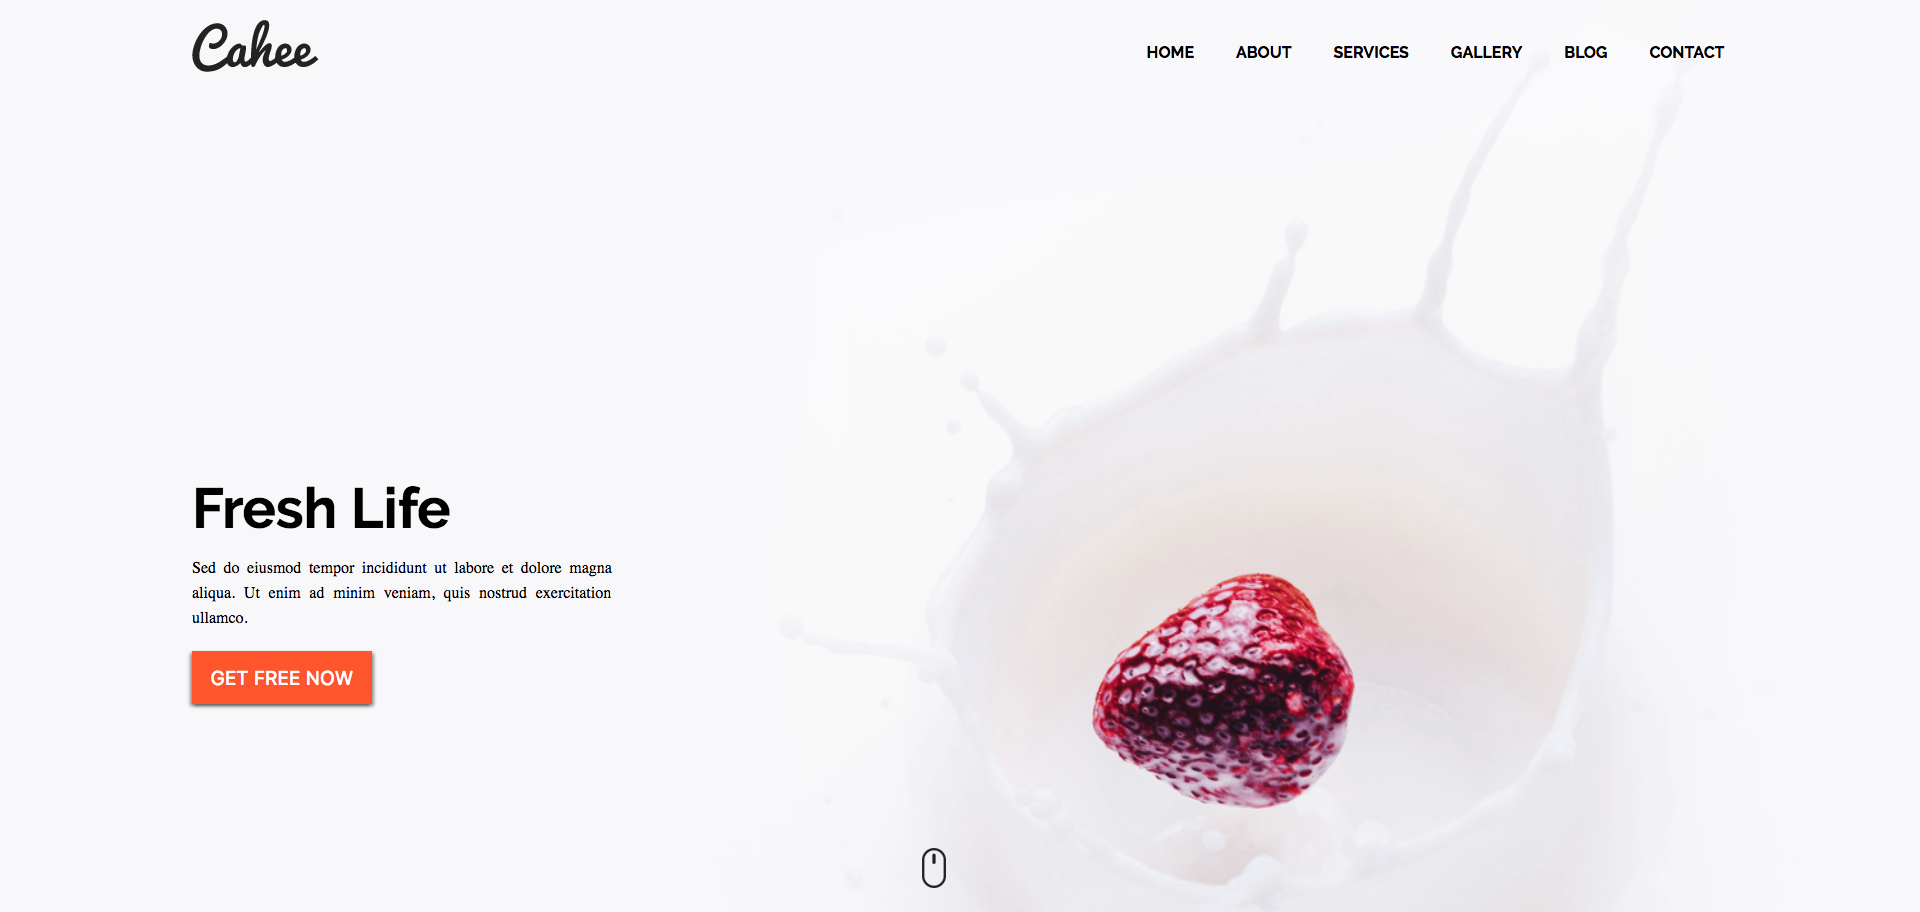 Cahee
HOME ABOUT SERVICES GALLERY BLOG CONTACT
Fresh Life
Sed do eiusmod tempor incididunt ut labore et dolore magna
aliqua. Ut enim ad minim veniam, quis nostrud exercitation
ullamco.
GET FREE NOW